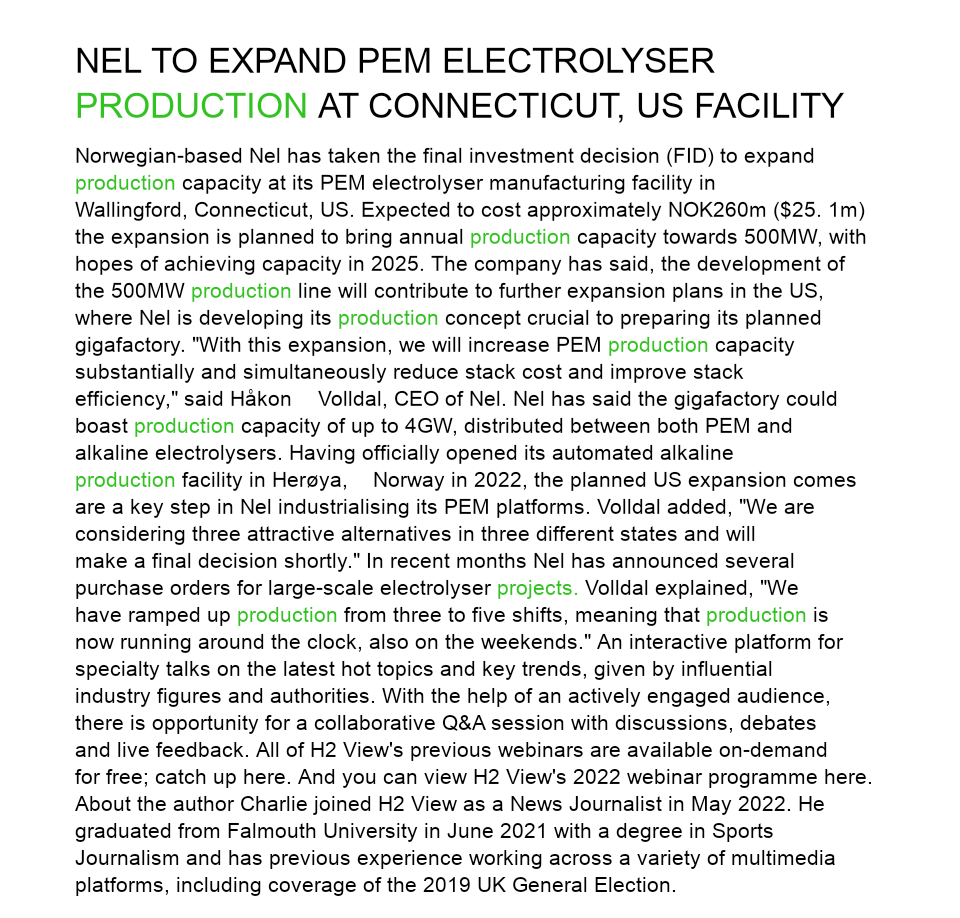 NEL TO EXPAND PEM ELECTROLYSER
PRODUCTION AT CONNECTICUT, US FACILITY
Norwegian-based Nel has taken the final investment decision (FID) to expand
production capacity at its PEM electrolyser manufacturing facility in
Wallingford, Connecticut, US. Expected to cost approximately NOK260m ($25. 1m)
the expansion is planned to bring annual production capacity towards 500MW, with
hopes of achieving capacity in 2025. The company has said, the development of
the 500MW production line will contribute to further expansion plans in the US,
where Nel is developing its production concept crucial to preparing its planned
gigafactory. "With this expansion, we will increase PEM production capacity
substantially and simultaneously reduce stack cost and improve stack
efficiency," said Håkon    Volldal, CEO of Nel. Nel has said the gigafactory could
boast production capacity of up to 4GW, distributed between both PEM and
alkaline electrolysers. Having officially opened its automated alkaline
production facility in Herøya,    Norway in 2022, the planned US expansion comes
are a key step in Nel industrialising its PEM platforms. Volldal added, "We are
considering three attractive alternatives in three different states and will
make a final decision shortly." In recent months Nel has announced several
purchase orders for large-scale electrolyser projects. Volldal explained, "We
have ramped up production from three to five shifts, meaning that production is
now running around the clock, also on the weekends." An interactive platform for
specialty talks on the latest hot topics and key trends, given by influential
industry figures and authorities. With the help of an actively engaged audience,
there is opportunity for a collaborative Q&A session with discussions, debates
and live feedback. All of H2 View's previous webinars are available on-demand
for free; catch up here. And you can view H2 View's 2022 webinar programme here.
About the author Charlie joined H2 View as a News Journalist in May 2022. He
graduated from Falmouth University in June 2021 with a degree in Sports
Journalism and has previous experience working across a variety of multimedia
platforms, including coverage of the 2019 UK General Election.